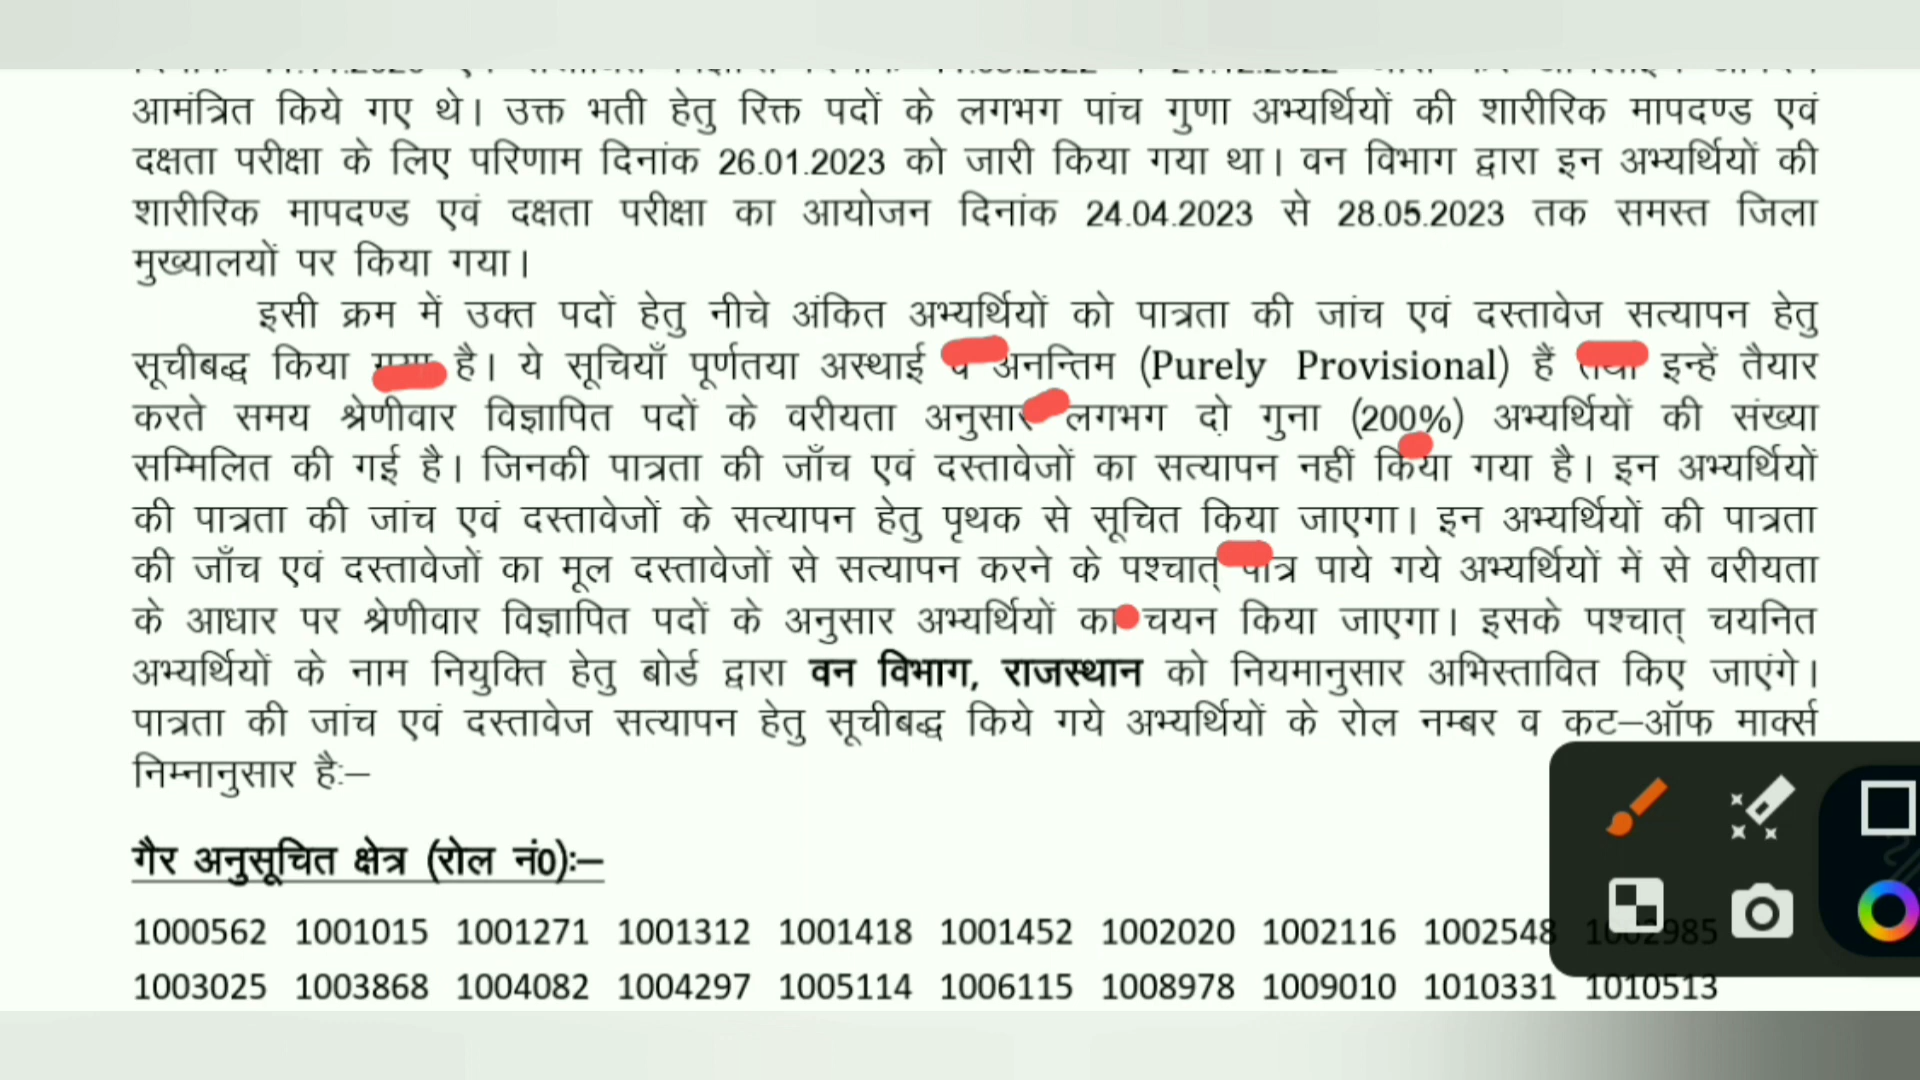 आमंत्रित किये गए थे। उक्त भर्ती हेतु रिक्त पदों के लगभग पांच गुणा अभ्यर्थियों की शारीरिक मापदण्ड एवं
दक्षता परीक्षा के लिए परिणाम दिनांक 26.01.2023 को जारी किया गया था। वन विभाग द्वारा इन अभ्यर्थियों की
शारीरिक मापदण्ड एवं दक्षता परीक्षा का आयोजन दिनांक 24.04.2023 से 28.05.2023 तक समस्त जिला
मुख्यालयों पर किया गया।
इसी क्रम में उक्त पदों हेतु नीचे अंकित अभ्यर्थियों को पात्रता की जांच एवं दस्तावेज सत्यापन हेतु
सूचीबद्ध किया गया है। ये सूचियाँ पूर्णतया अस्थाई व अनन्तिम (Purely Provisional) हैं तथा इन्हें तैयार
करते समय श्रेणीवार विज्ञापित पदों के वरीयता अनुसार लगभग दो गुना (200%) अभ्यर्थियों की संख्या
सम्मिलित की गई है। जिनकी पात्रता की जाँच एवं दस्तावेजों का सत्यापन नहीं किया गया है। इन अभ्यर्थियों
की पात्रता की जांच एवं दस्तावेजों के सत्यापन हेतु पृथक से सूचित किया जाएगा। इन अभ्यर्थियों की पात्रता
की जाँच एवं दस्तावेजों का मूल दस्तावेजों से सत्यापन करने के पश्चात् पात्र पाये गये अभ्यर्थियों में से वरीयता
के आधार पर श्रेणीवार विज्ञापित पदों के अनुसार अभ्यर्थियों का चयन किया जाएगा। इसके पश्चात् चयनित
अभ्यर्थियों के नाम नियुक्ति हेतु बोर्ड द्वारा वन विभाग, राजस्थान को नियमानुसार अभिस्तावित किए जाएंगे।
पात्रता की जांच एवं दस्तावेज सत्यापन हेतु सूचीबद्ध किये गये अभ्यर्थियों के रोल नम्बर व कट–ऑफ मार्क्स
निम्नानुसार है:–
गैर अनुसूचित क्षेत्र (रोल नं0):–
1000562 1001015 1001271 1001312 1001418 1001452 1002020 1002116 1002548 1002985
1003025 1003868 1004082 1004297 1005114 1006115 1008978 1009010 1010331 1010513